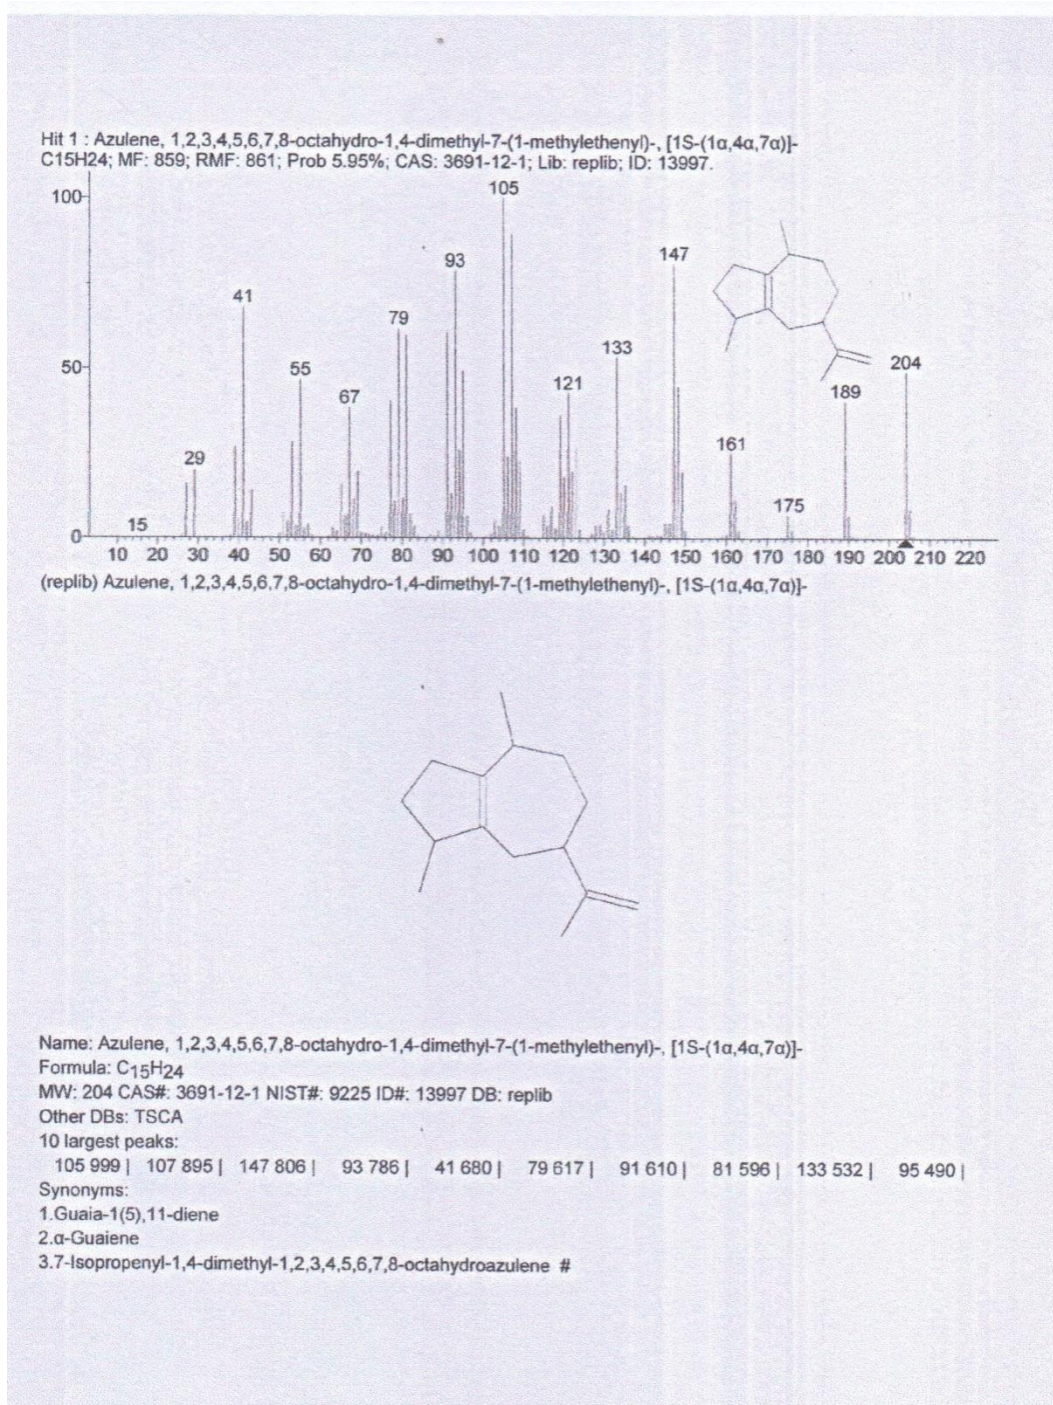 Hit 1 : Azulene, 1,2,3,4,5,6,7,8-octahydro-1,4-dimethyl-7-(1-methylethenyl)-, [1S-(1α,4α,7α)]-
C15H24; MF: 859; RMF: 861; Prob 5.95%; CAS: 3691-12-1; Lib: replib; ID: 13997.
100
50
0
15
29
41
55
67
79
93
105
121
133
147
161
175
189
204
10 20 30 40 50 60 70 80 90 100 110 120 130 140 150 160 170 180 190 200 210 220
(replib) Azulene, 1,2,3,4,5,6,7,8-octahydro-1,4-dimethyl-7-(1-methylethenyl)-, [1S-(1α,4α,7α)]-
Name: Azulene, 1,2,3,4,5,6,7,8-octahydro-1,4-dimethyl-7-(1-methylethenyl)-, [1S-(1α,4α,7α)]-
Formula: C15H24
MW: 204 CAS#: 3691-12-1 NIST#: 9225 ID#: 13997 DB: replib
Other DBs: TSCA
10 largest peaks:
105 999 | 107 895 | 147 806 | 93 786 | 41 680 | 79 617 | 91 610 | 81 596 | 133 532 | 95 490 |
Synonyms:
1.Guaia-1(5),11-diene
2.α-Guaiene
3.7-Isopropenyl-1,4-dimethyl-1,2,3,4,5,6,7,8-octahydroazulene #